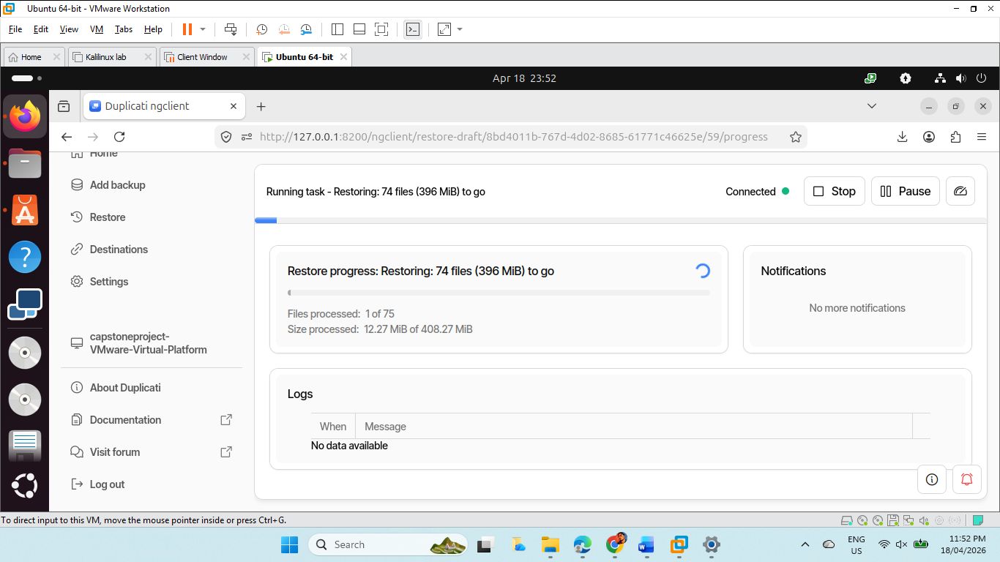 Ubuntu 64-bit - VMware Workstation
File Edit View VM Tabs Help
Home
Kalilinux lab
Client Window
Ubuntu 64-bit
Apr 18 23:52
Duplicati ngclient
http://127.0.0.1:8200/ngclient/restore-draft/8bd4011b-767d-4d02-8685-61771c46625e/59/progress
Home
Add backup
Restore
Destinations
Settings
capstoneproject-
VMware-Virtual-Platform
About Duplicati
Documentation
Visit forum
Log out
Running task - Restoring: 74 files (396 MiB) to go
Connected
Stop
Pause
Restore progress: Restoring: 74 files (396 MiB) to go
Files processed: 1 of 75
Size processed: 12.27 MiB of 408.27 MiB
Notifications
No more notifications
Logs
When Message
No data available
To direct input to this VM, move the mouse pointer inside or press Ctrl+G.
Search
ENG
US
11:52 PM
18/04/2026